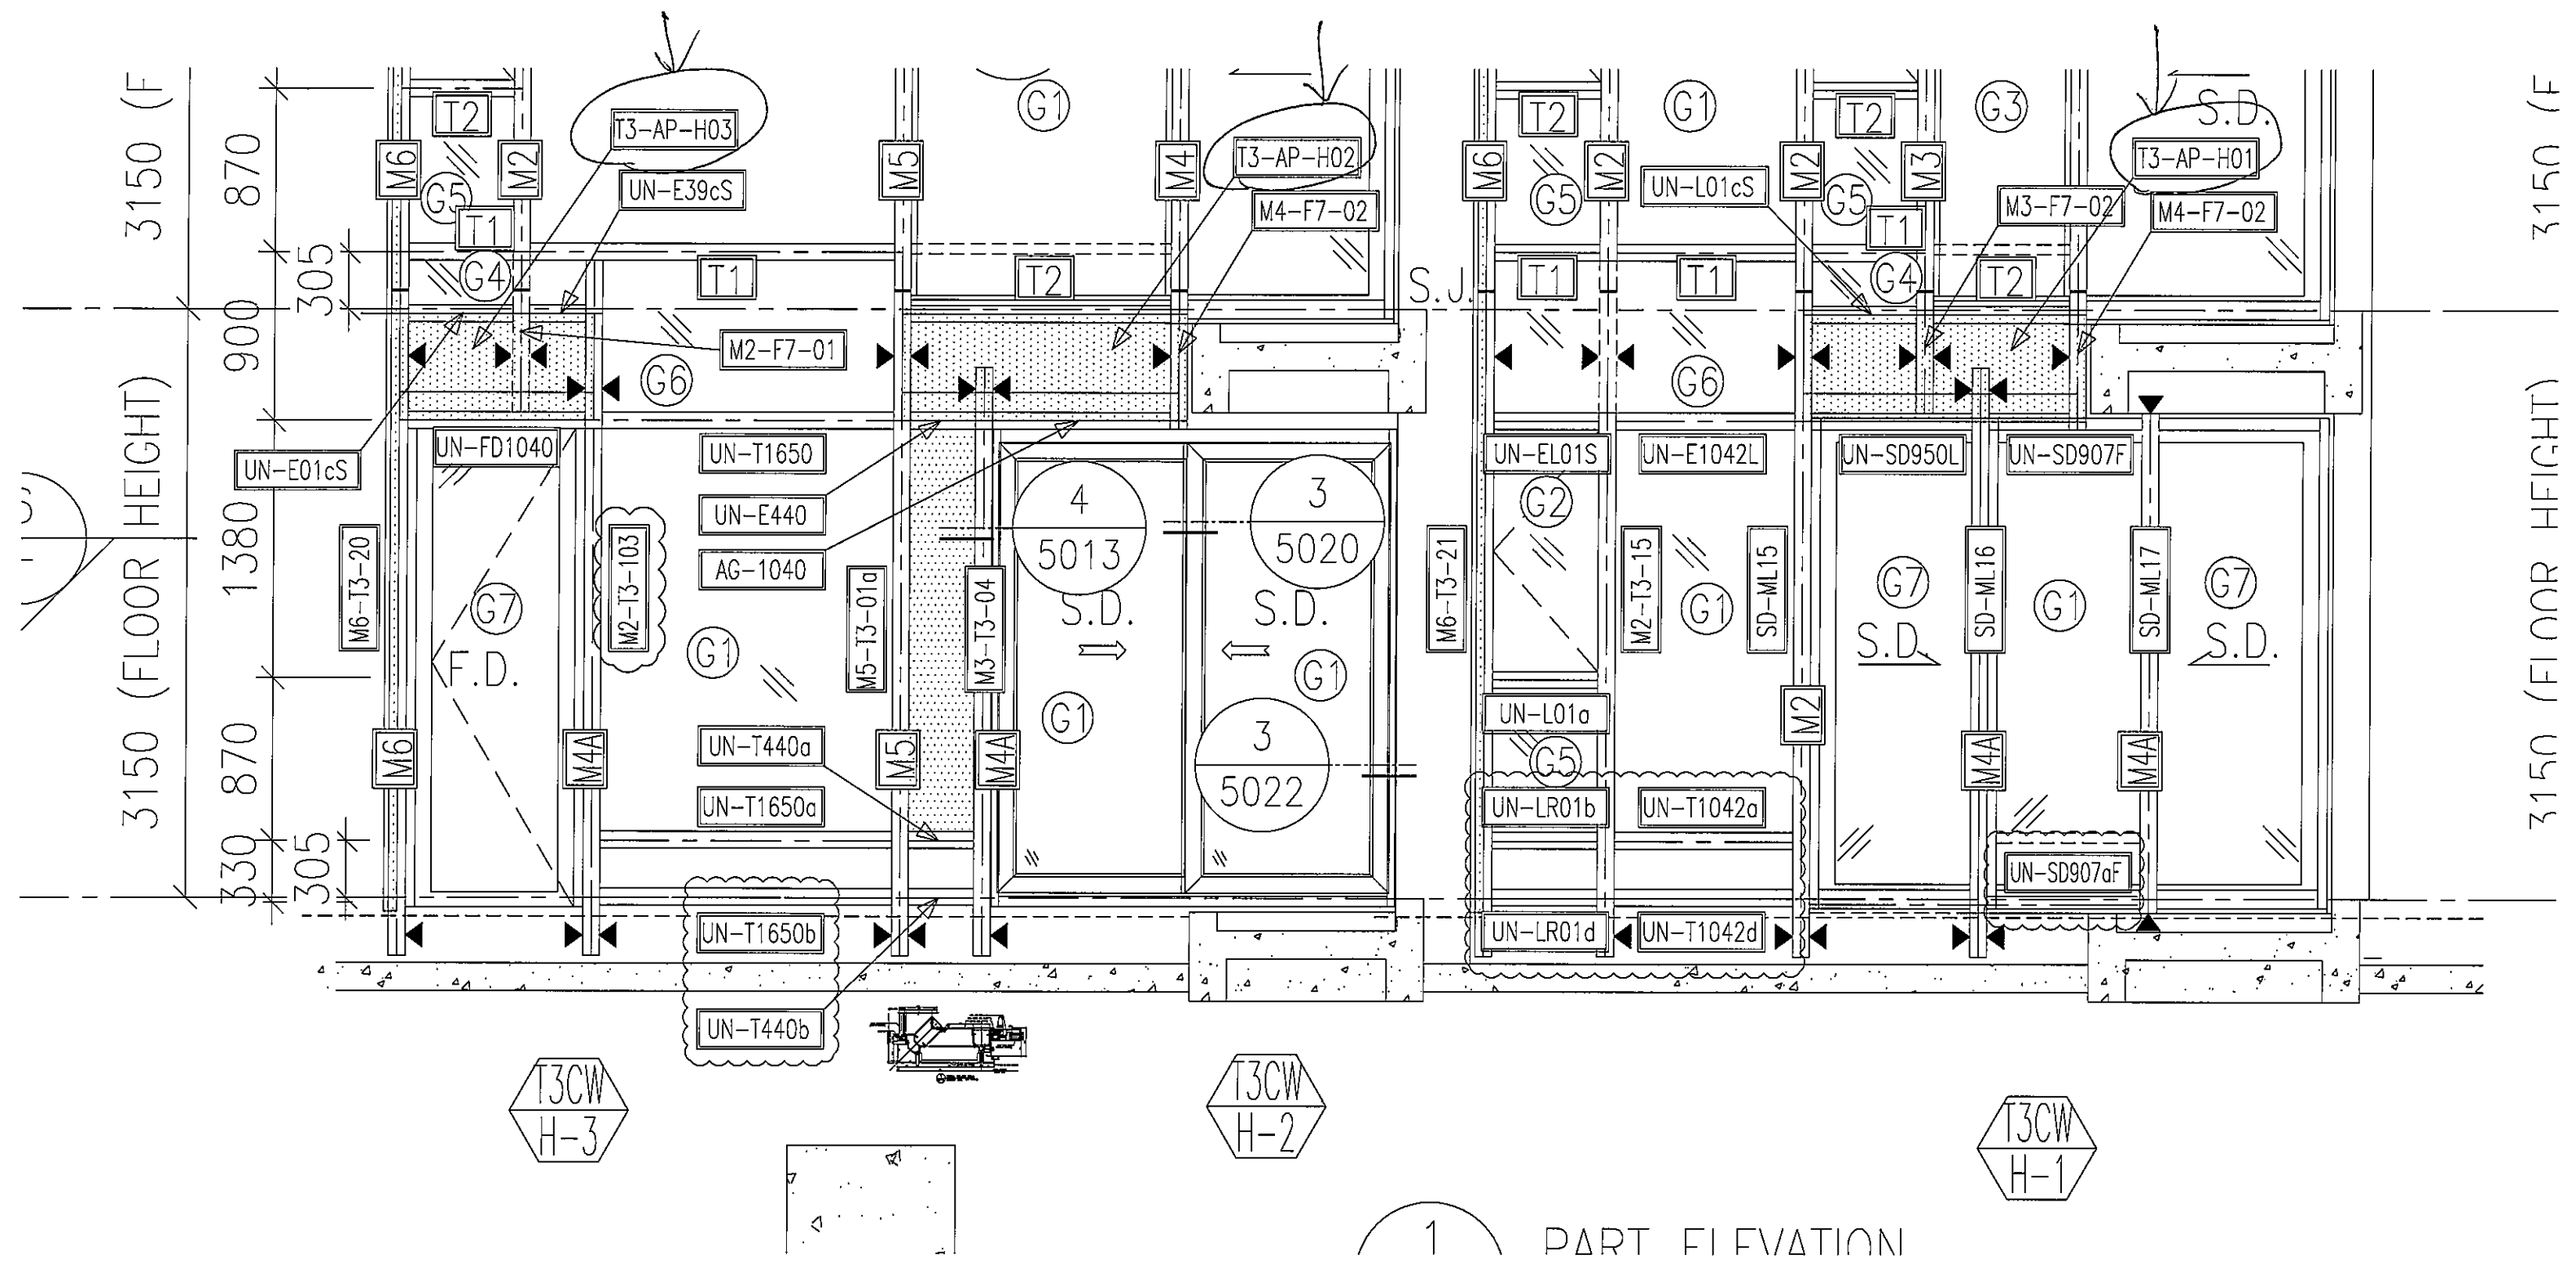 3150 (F
870
305
900
3150 (FLOOR HEIGHT)
1380
870
330
305
T2
M6
M2
G5
T1
G4
T3-AP-H03
UN-E39cS
M5
G1
M4
T3-AP-H02
M4-F7-02
T1
T2
M2-F7-01
G6
UN-E01cS
S.J.
M6
T2
M2
G5
G1
UN-L01cS
M2
T2
G5
M3
T1
G4
G3
M3-F7-02
S.D.
T3-AP-H01
M4-F7-02
T1
T1
T2
G6
3150 (F
UN-FD1040
UN-T1650
UN-E440
AG-1040
M6-T3-20
G7
F.D.
M2-T3-103
G1
M5-T3-01a
M3-T3-04
4
5013
3
5020
S.D.
S.D.
G1
G1
3
5022
M6
M4A
UN-T440a
UN-T1650a
M5
M4A
UN-T1650b
UN-T440b
UN-EL01S
UN-E1042L
UN-SD950L
UN-SD907F
G2
M6-T3-21
M2-T3-15
G1
SD-ML15
G7
S.D.
SD-ML16
G1
SD-ML17
G7
S.D.
UN-L01a
G5
M2
M4A
M4A
UN-LR01b
UN-T1042a
UN-SD907aF
UN-LR01d
UN-T1042d
3150 (FLOOR HEIGHT)
T3CW
H-3
T3CW
H-2
T3CW
H-1
1
PART ELEVATION